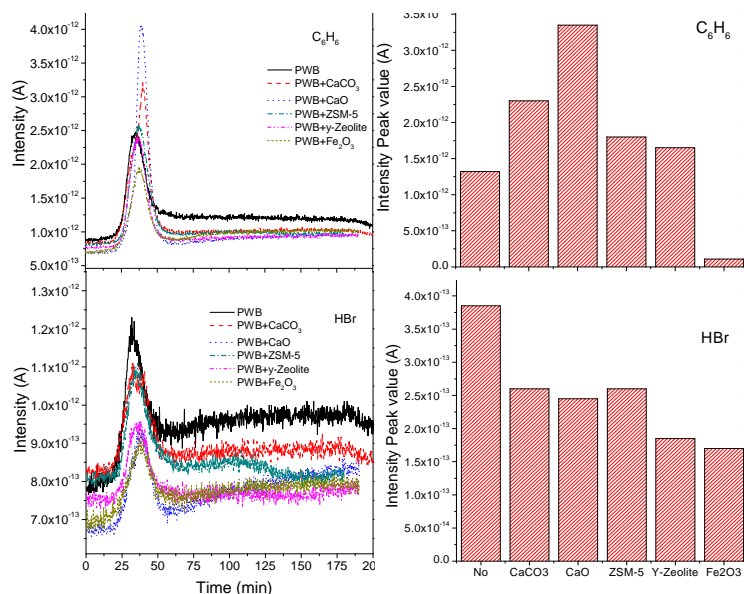 4.0x10⁻¹²
3.5x10⁻¹²
3.0x10⁻¹²
2.5x10⁻¹²
2.0x10⁻¹²
1.5x10⁻¹²
1.0x10⁻¹²
5.0x10⁻¹³
Intensity (A)
C₆H₆
PWB
PWB+CaCO₃
PWB+CaO
PWB+ZSM-5
PWB+y-Zeolite
PWB+Fe₂O₃
3.5x10⁻¹²
3.0x10⁻¹²
2.5x10⁻¹²
2.0x10⁻¹²
1.5x10⁻¹²
1.0x10⁻¹²
5.0x10⁻¹³
0.0
Intensity Peak value (A)
C₆H₆
1.3x10⁻¹²
1.2x10⁻¹²
1.1x10⁻¹²
1.0x10⁻¹²
9.0x10⁻¹³
8.0x10⁻¹³
7.0x10⁻¹³
Intensity (A)
HBr
PWB
PWB+CaCO₃
PWB+CaO
PWB+ZSM-5
PWB+y-Zeolite
PWB+Fe₂O₃
0 25 50 75 100 125 150 175 200
Time (min)
4.0x10⁻¹³
3.5x10⁻¹³
3.0x10⁻¹³
2.5x10⁻¹³
2.0x10⁻¹³
1.5x10⁻¹³
1.0x10⁻¹³
5.0x10⁻¹⁴
0.0
Intensity Peak value (A)
HBr
No CaCO3 CaO ZSM-5 Y-Zeolite Fe2O3